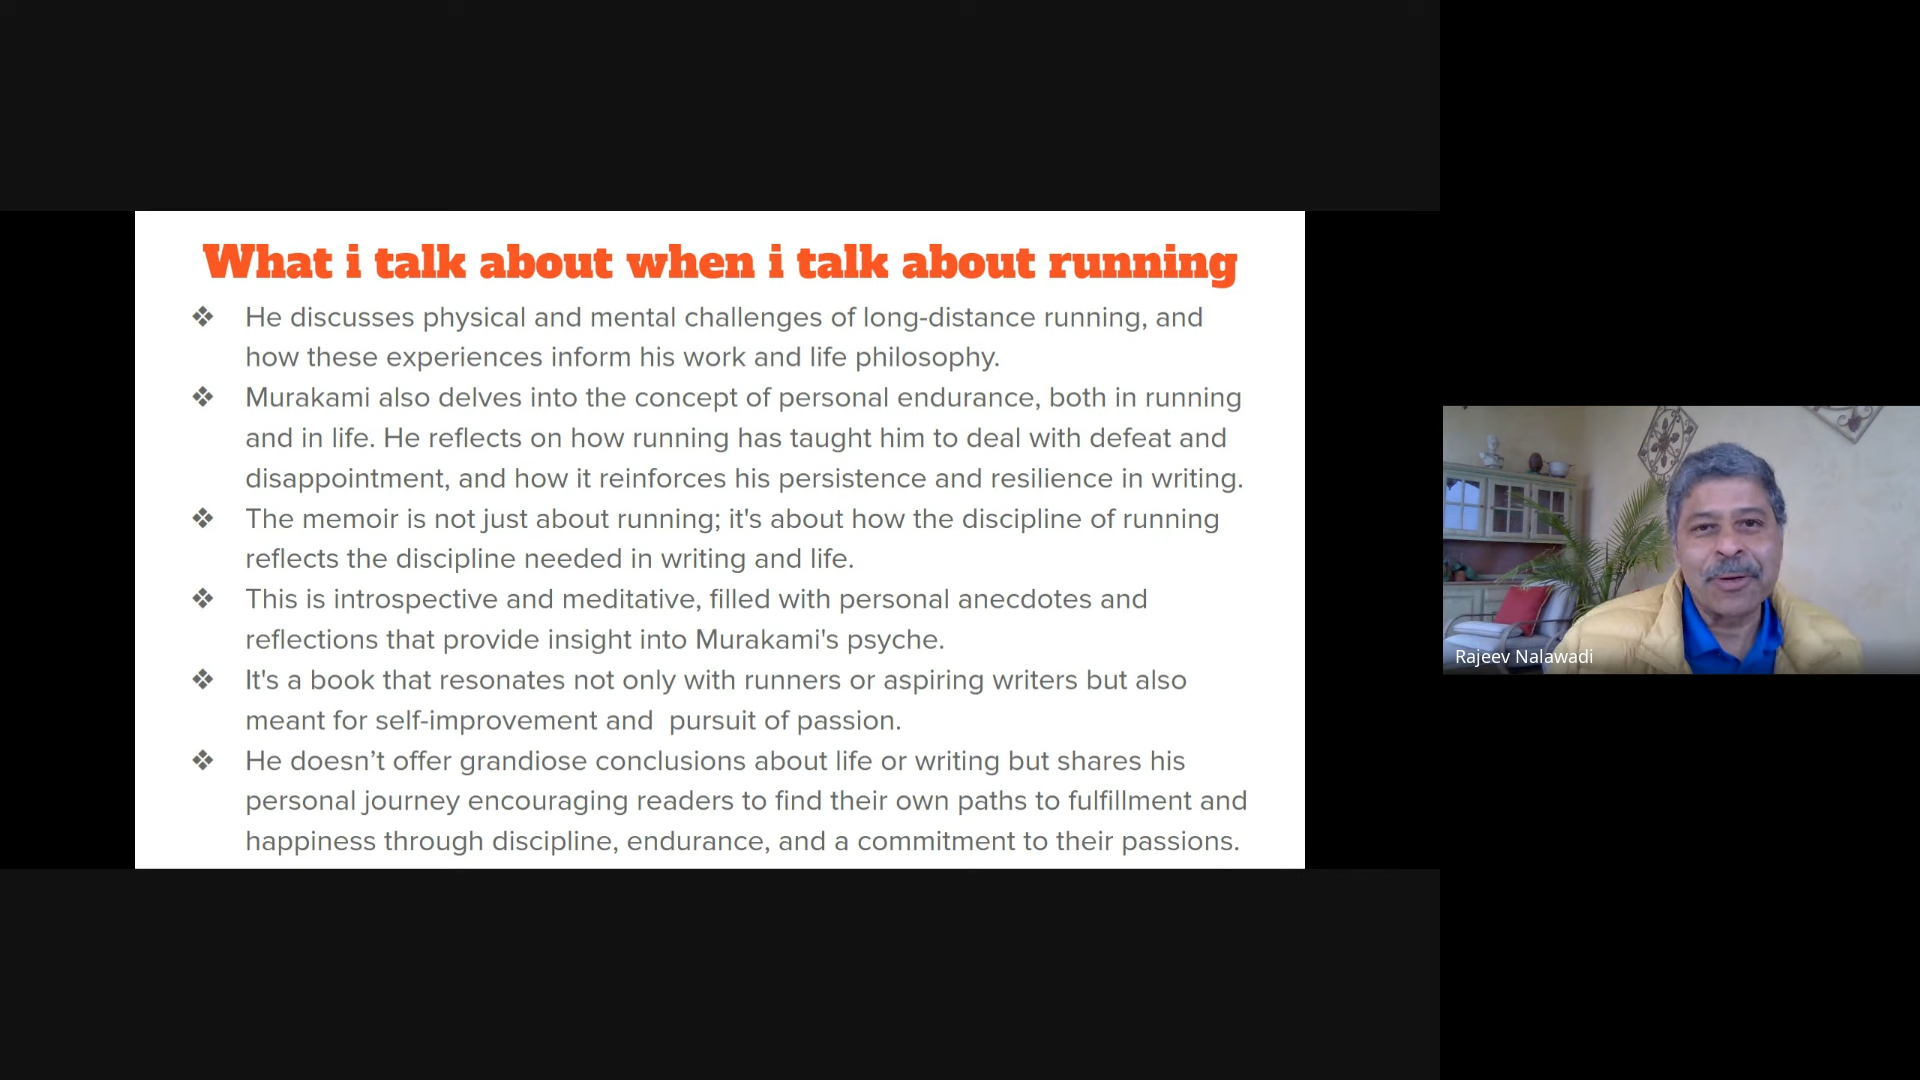 What i talk about when i talk about running
❖ He discusses physical and mental challenges of long-distance running, and
how these experiences inform his work and life philosophy.
❖ Murakami also delves into the concept of personal endurance, both in running
and in life. He reflects on how running has taught him to deal with defeat and
disappointment, and how it reinforces his persistence and resilience in writing.
❖ The memoir is not just about running; it's about how the discipline of running
reflects the discipline needed in writing and life.
❖ This is introspective and meditative, filled with personal anecdotes and
reflections that provide insight into Murakami's psyche.
❖ It's a book that resonates not only with runners or aspiring writers but also
meant for self-improvement and  pursuit of passion.
❖ He doesn’t offer grandiose conclusions about life or writing but shares his
personal journey encouraging readers to find their own paths to fulfillment and
happiness through discipline, endurance, and a commitment to their passions.
Rajeev Nalawadi